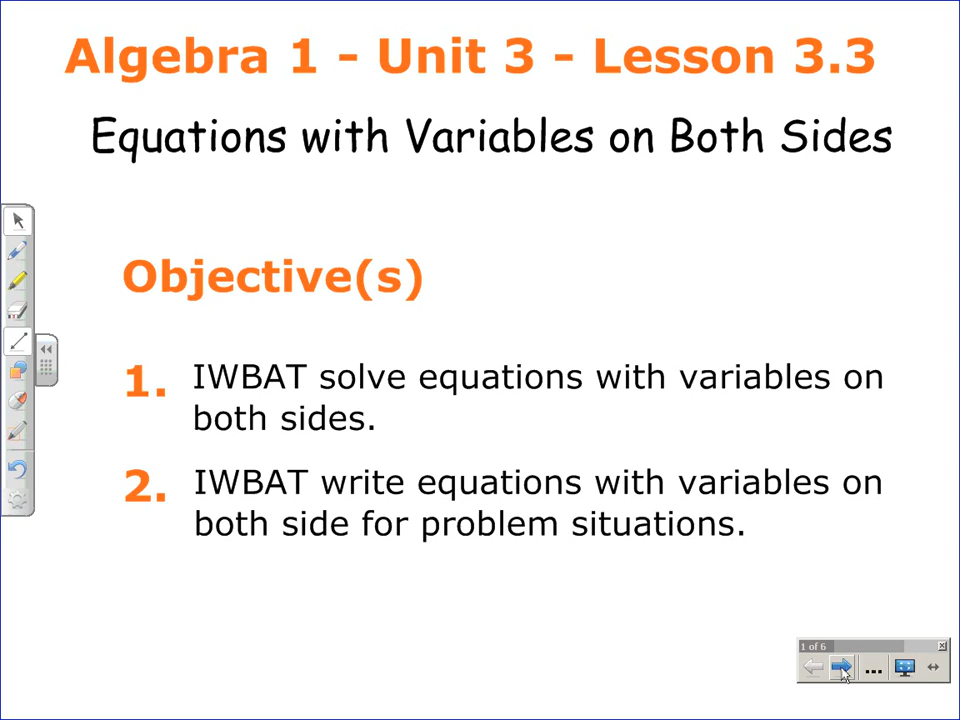 Algebra 1 - Unit 3 - Lesson 3.3
Equations with Variables on Both Sides
Objective(s)
1. IWBAT solve equations with variables on
both sides.
2. IWBAT write equations with variables on
both side for problem situations.
1 of 6
...